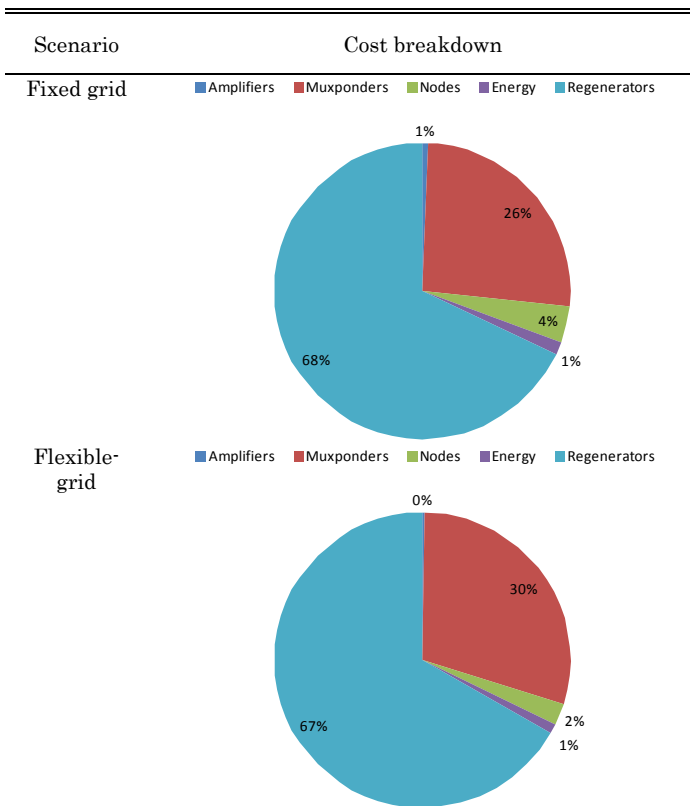 Scenario Cost breakdown
Fixed grid
Amplifiers Muxponders Nodes Energy Regenerators
1%
26%
4%
1%
68%
Flexible-
grid
Amplifiers Muxponders Nodes Energy Regenerators
0%
30%
2%
1%
67%